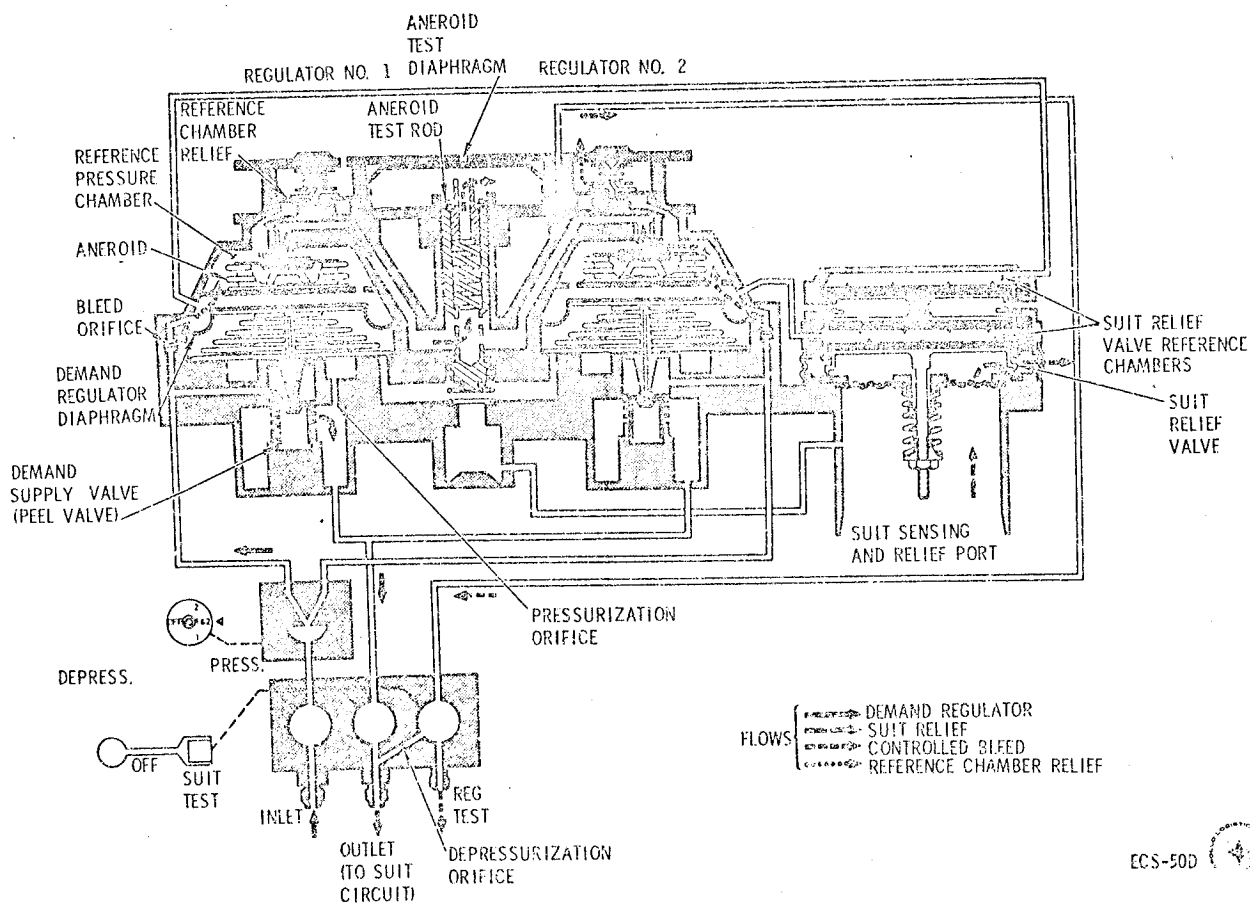 ANEROID
TEST
DIAPHRAGM
REGULATOR NO. 1
REGULATOR NO. 2
REFERENCE
CHAMBER
RELIEF
ANEROID
TEST ROD
REFERENCE
PRESSURE
CHAMBER
ANEROID
BLEED
ORIFICE
DEMAND
REGULATOR
DIAPHRAGM
SUIT RELIEF
VALVE REFERENCE
CHAMBERS
SUIT
RELIEF
VALVE
DEMAND
SUPPLY VALVE
(PEEL VALVE)
SUIT SENSING
AND RELIEF PORT
PRESSURIZATION
ORIFICE
2
1
PRESS.
DEPRESS.
OFF
SUIT
TEST
INLET
REG
TEST
OUTLET
(TO SUIT
CIRCUIT)
DEPRESSURIZATION
ORIFICE
FLOWS
DEMAND REGULATOR
SUIT RELIEF
CONTROLLED BLEED
REFERENCE CHAMBER RELIEF
ECS-50D